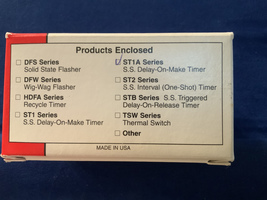 Products Enclosed
DFS Series
Solid State Flasher
DFW Series
Wig-Wag Flasher
HDFA Series
Recycle Timer
ST1 Series
S.S. Delay-On-Make Timer
ST1A Series
S.S. Delay-On-Make Timer
ST2 Series
S.S. Interval (One-Shot) Timer
STB Series S.S. Triggered
Delay-On-Release Timer
TSW Series
Thermal Switch
Other
MADE IN USA